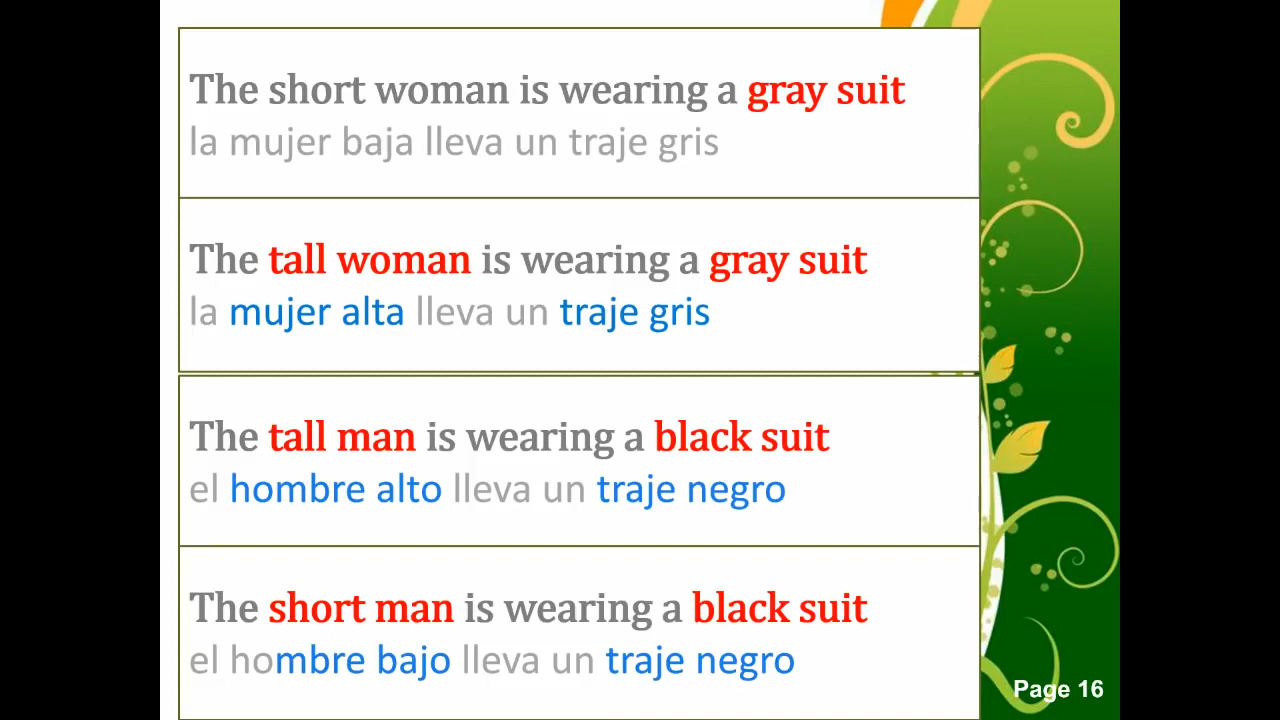 The short woman is wearing a gray suit
la mujer baja lleva un traje gris
The tall woman is wearing a gray suit
la mujer alta lleva un traje gris
The tall man is wearing a black suit
el hombre alto lleva un traje negro
The short man is wearing a black suit
el hombre bajo lleva un traje negro
Page 16